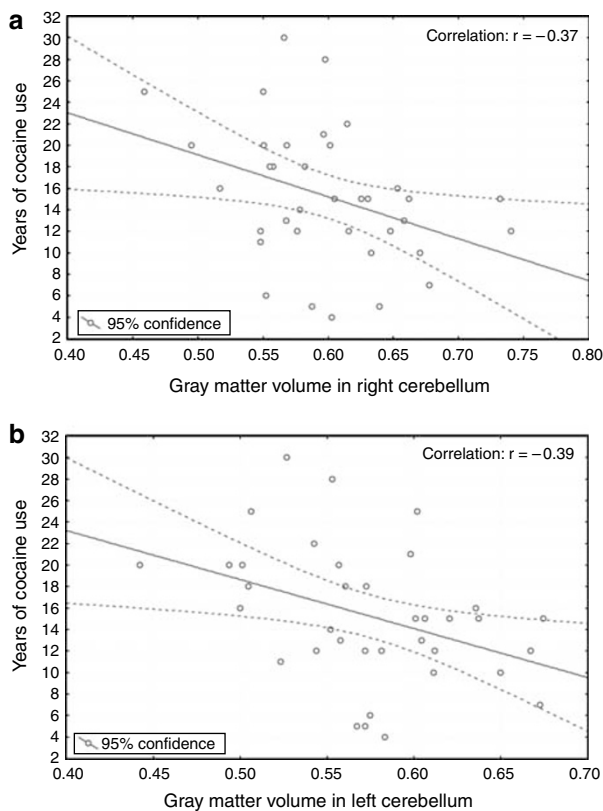 a
Correlation: r = −0.37
Years of cocaine use
32
30
28
26
24
22
20
18
16
14
12
10
8
6
4
2
95% confidence
0.40 0.45 0.50 0.55 0.60 0.65 0.70 0.75 0.80
Gray matter volume in right cerebellum
b
Correlation: r = −0.39
Years of cocaine use
32
30
28
26
24
22
20
18
16
14
12
10
8
6
4
2
95% confidence
0.40 0.45 0.50 0.55 0.60 0.65 0.70
Gray matter volume in left cerebellum